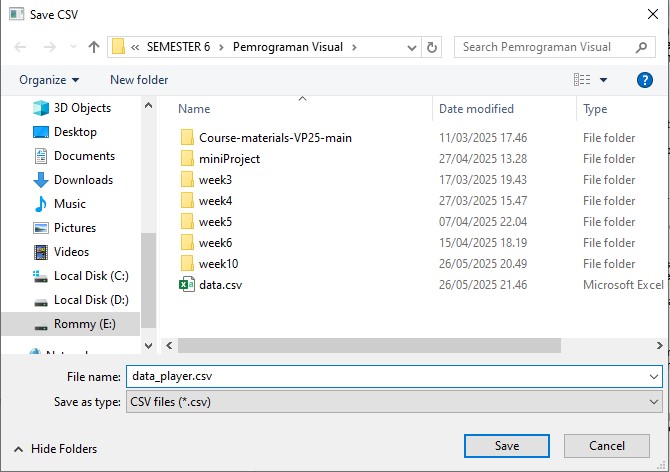 Save CSV
« SEMESTER 6 > Pemrograman Visual >
Search Pemrograman Visual
Organize
New folder
?
3D Objects
Desktop
Documents
Downloads
Music
Pictures
Videos
Local Disk (C:)
Local Disk (D:)
Rommy (E:)
Name Date modified Type
Course-materials-VP25-main 11/03/2025 17.46 File folder
miniProject 27/04/2025 13.28 File folder
week3 17/03/2025 19.43 File folder
week4 27/03/2025 15.47 File folder
week5 07/04/2025 22.04 File folder
week6 15/04/2025 18.19 File folder
week10 26/05/2025 20.49 File folder
data.csv 26/05/2025 21.46 Microsoft Excel
File name: data_player.csv
Save as type: CSV files (*.csv)
Hide Folders
Save
Cancel